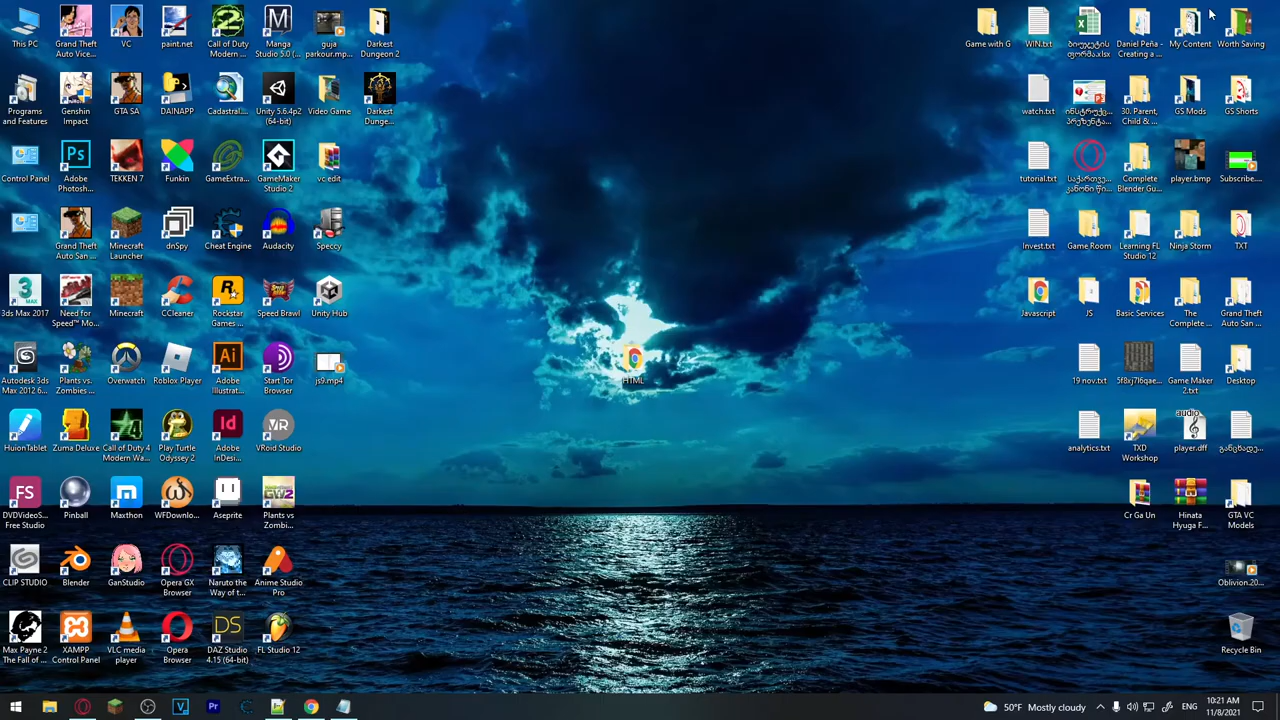 This PC
Grand Theft
Auto Vice...
VC
paint.net
Call of Duty
Modern ...
Manga
Studio 5.0 (...
guja
parkour.mp...
Darkest
Dungeon 2
Game with G
WIN.txt
ბიუჯეტის
ფორმა.xlsx
Daniel Peña -
Creating a ...
My Content
Worth Saving
Programs
and Features
Genshin
Impact
GTA SA
DAINAPP
Cadastral...
Unity 5.6.4p2
(64-bit)
Video Game
Darkest
Dunge...
watch.txt
30. Parent,
Child & ...
GS Mods
GS Shorts
Control Panel
Adobe
Photosh...
TEKKEN 7
Funkin
GameExtra...
GameMaker
Studio 2
vc edit
tutorial.txt
Complete
Blender Gu...
player.bmp
Subscribe....
Grand Theft
Auto San ...
Minecraft
Launcher
dnSpy
Cheat Engine
Audacity
Speccy
Invest.txt
Game Room
Learning FL
Studio 12
Ninja Storm
TXT
3ds Max 2017
Need for
Speed™ Mo...
Minecraft
CCleaner
Rockstar
Games ...
Speed Brawl
Unity Hub
Javascript
JS
Basic Services
The
Complete ...
Grand Theft
Auto San ...
Autodesk 3ds
Max 2012 6...
Plants vs.
Zombies ...
Overwatch
Roblox Player
Adobe
Illustrat...
Start Tor
Browser
js9.mp4
HTML
19 nov.txt
5f8xj7l6qae...
Game Maker
2.txt
Desktop
HuionTablet
Zuma Deluxe
Call of Duty 4
Modern Wa...
Play Turtle
Odyssey 2
Adobe
InDesi...
VRoid Studio
analytics.txt
TXD
Workshop
audio
player.dff
განცხადე...
DVDVideoS...
Free Studio
Pinball
Maxthon
WFDownlo...
Aseprite
Plants vs
Zombi...
Cr Ga Un
Hinata
Hyuga F...
GTA VC
Models
CLIP STUDIO
Blender
GanStudio
Opera GX
Browser
Naruto the
Way of t...
Anime Studio
Pro
Oblivion.20...
Max Payne 2
The Fall of ...
XAMPP
Control Panel
VLC media
player
Opera
Browser
DAZ Studio
4.15 (64-bit)
FL Studio 12
Recycle Bin
50°F Mostly cloudy
ENG
10:21 AM
11/8/2021